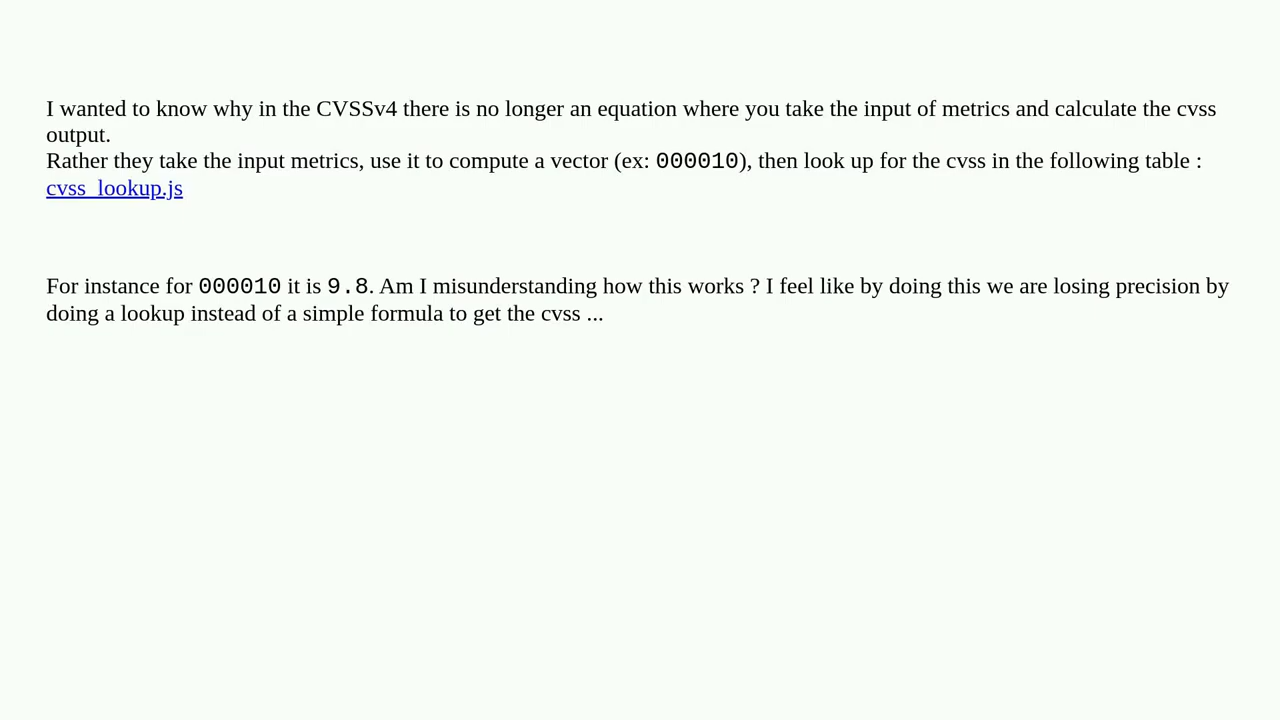 I wanted to know why in the CVSSv4 there is no longer an equation where you take the input of metrics and calculate the cvss
output.
Rather they take the input metrics, use it to compute a vector (ex: 000010), then look up for the cvss in the following table :
cvss_lookup.js
For instance for 000010 it is 9.8. Am I misunderstanding how this works ? I feel like by doing this we are losing precision by
doing a lookup instead of a simple formula to get the cvss ...